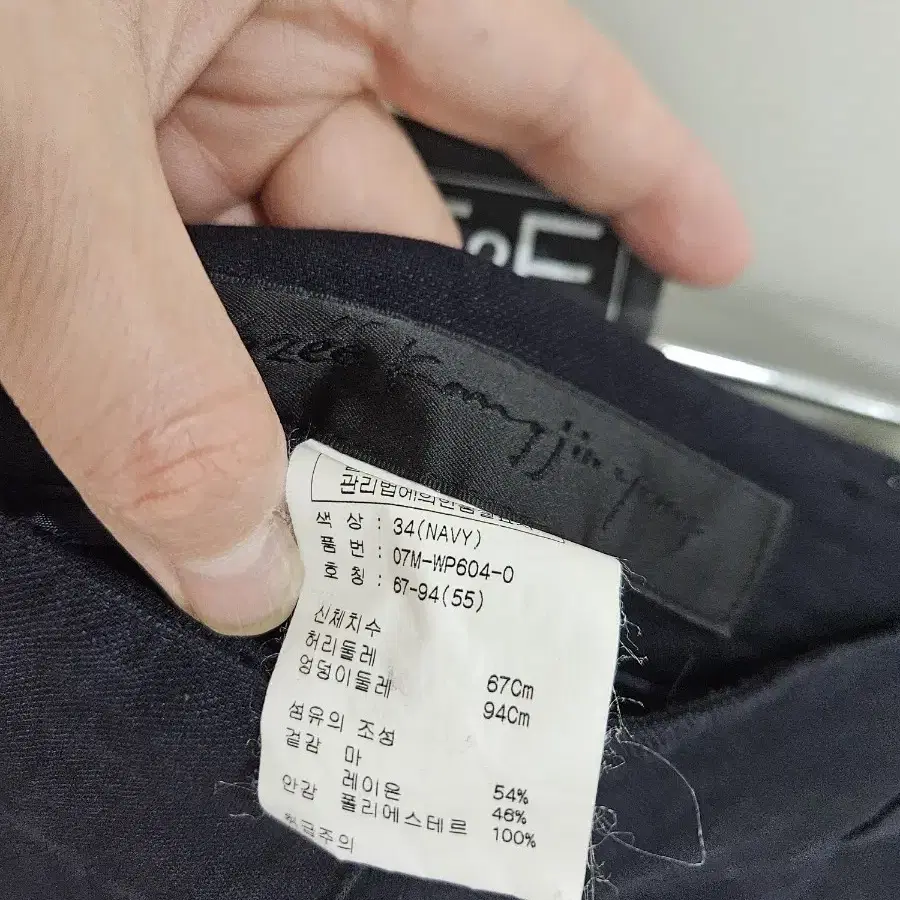 관리법에의한품질표시
색 상 : 34(NAVY)
품 번 : 07M-WP604-0
호 칭 : 67-94(55)
신체치수
허리둘레 67Cm
엉덩이둘레 94Cm
섬유의 조성
겉감 마 54%
레이온 46%
안감 폴리에스테르 100%
취급주의